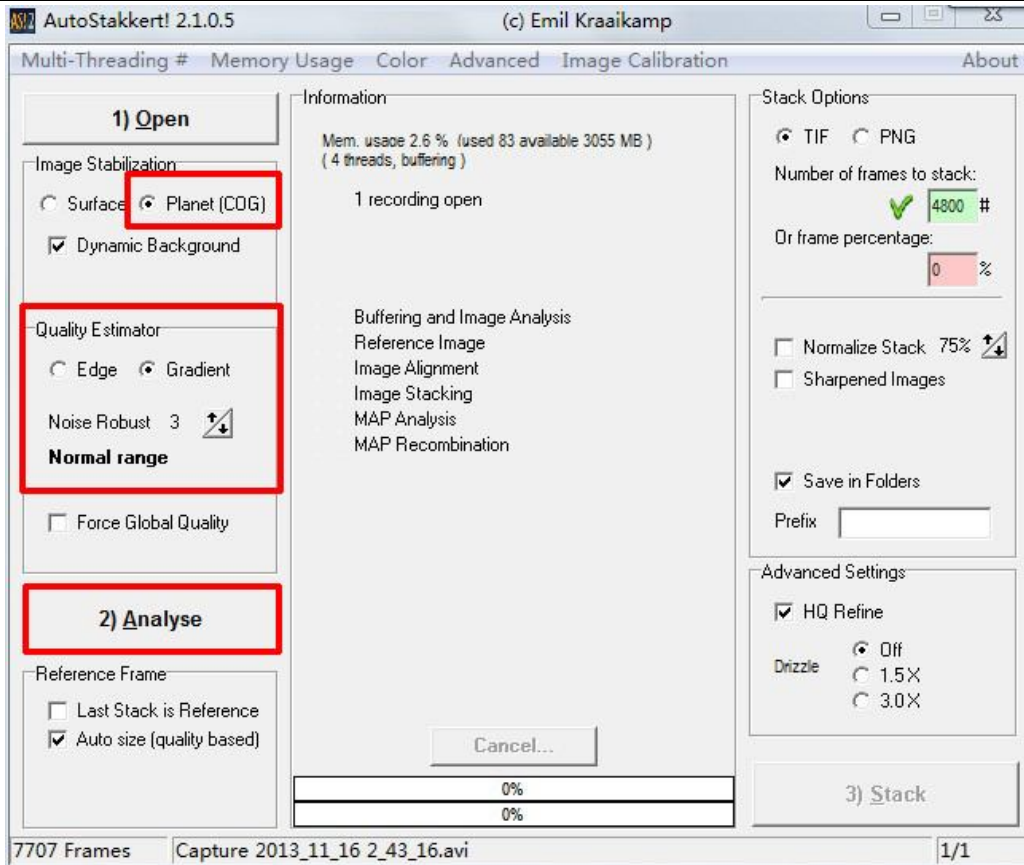 AS!2 AutoStakkert! 2.1.0.5 (c) Emil Kraaikamp
Multi-Threading # Memory Usage Color Advanced Image Calibration About
1) Open
Image Stabilization
Surface Planet (COG)
Dynamic Background
Quality Estimator
Edge Gradient
Noise Robust 3
Normal range
Force Global Quality
2) Analyse
Reference Frame
Last Stack is Reference
Auto size (quality based)
Information
Mem. usage 2.6 % (used 83 available 3055 MB )
( 4 threads, buffering )
1 recording open
Buffering and Image Analysis
Reference Image
Image Alignment
Image Stacking
MAP Analysis
MAP Recombination
Cancel...
0%
0%
Stack Options
TIF PNG
Number of frames to stack:
4800 #
Or frame percentage:
0 %
Normalize Stack 75%
Sharpened Images
Save in Folders
Prefix
Advanced Settings
HQ Refine
Drizzle
Off
1.5X
3.0X
3) Stack
7707 Frames Capture 2013_11_16 2_43_16.avi 1/1